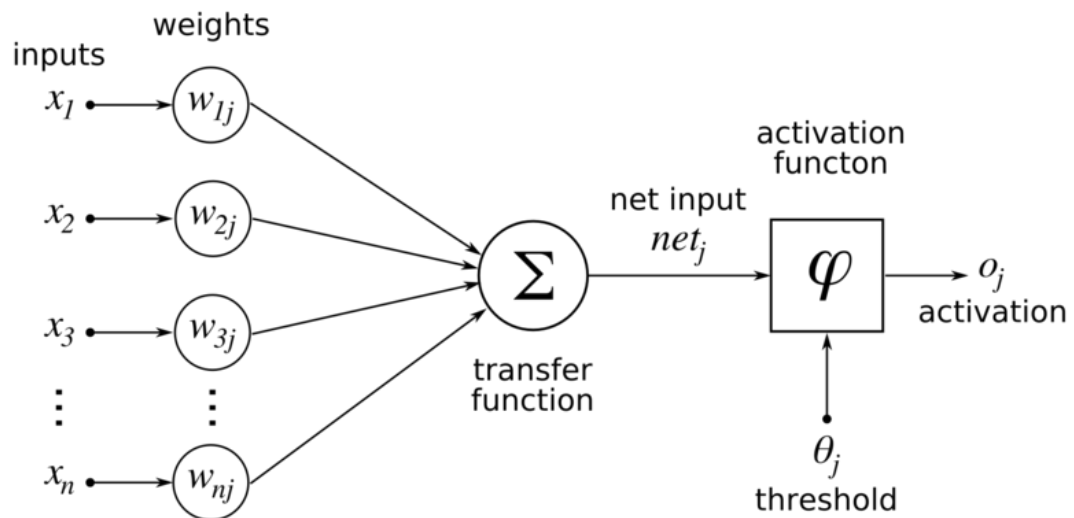 weights
inputs
x1
w1j
x2
w2j
x3
w3j
⋮
⋮
xn
wnj
Σ
transfer
function
net input
netj
activation
functon
φ
oj
activation
θj
threshold